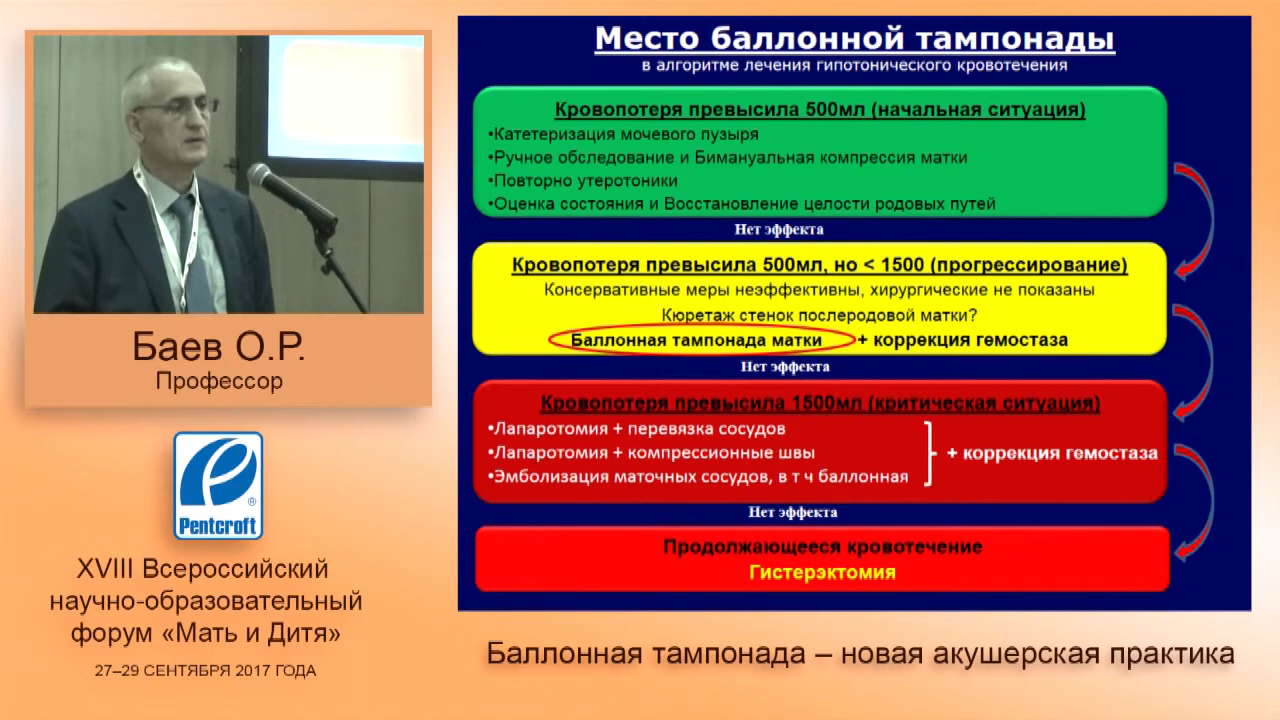 Баев О.Р.
Профессор
Pentcroft
®
XVIII Всероссийский
научно-образовательный
форум «Мать и Дитя»
27–29 СЕНТЯБРЯ 2017 ГОДА
Место баллонной тампонады
в алгоритме лечения гипотонического кровотечения
Кровопотеря превысила 500мл (начальная ситуация)
•Катетеризация мочевого пузыря
•Ручное обследование и Бимануальная компрессия матки
•Повторно утеротоники
•Оценка состояния и Восстановление целости родовых путей
Нет эффекта
Кровопотеря превысила 500мл, но < 1500 (прогрессирование)
Консервативные меры неэффективны, хирургические не показаны
Кюретаж стенок послеродовой матки?
Баллонная тампонада матки + коррекция гемостаза
Нет эффекта
Кровопотеря превысила 1500мл (критическая ситуация)
•Лапаротомия + перевязка сосудов
•Лапаротомия + компрессионные швы
+ коррекция гемостаза
•Эмболизация маточных сосудов, в т ч баллонная
Нет эффекта
Продолжающееся кровотечение
Гистерэктомия
Баллонная тампонада – новая акушерская практика